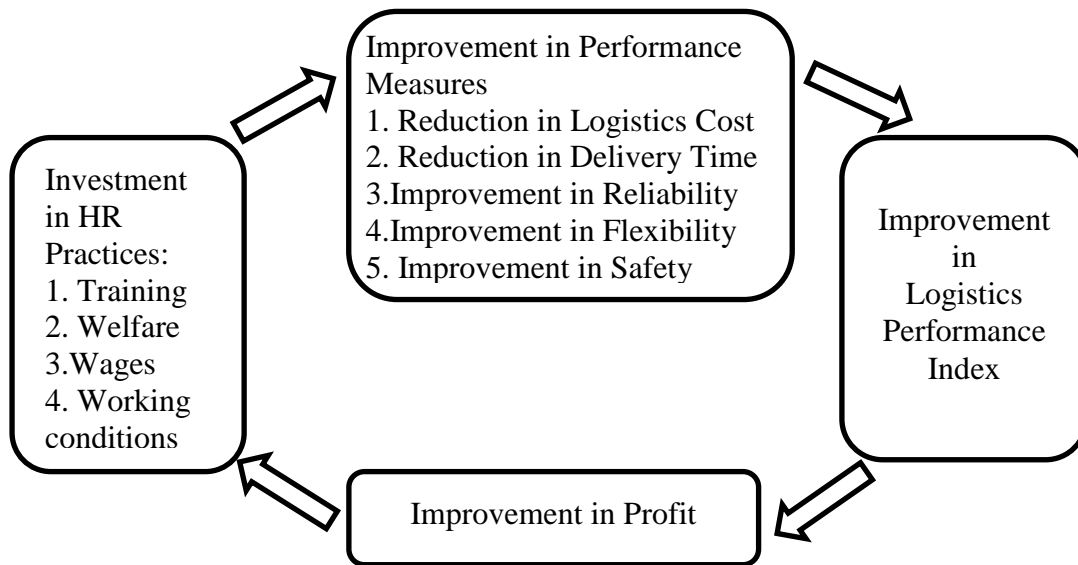 Improvement in Performance
Measures
1. Reduction in Logistics Cost
2. Reduction in Delivery Time
3.Improvement in Reliability
4.Improvement in Flexibility
5. Improvement in Safety
Investment
in HR
Practices:
1. Training
2. Welfare
3.Wages
4. Working
conditions
Improvement
in
Logistics
Performance
Index
Improvement in Profit